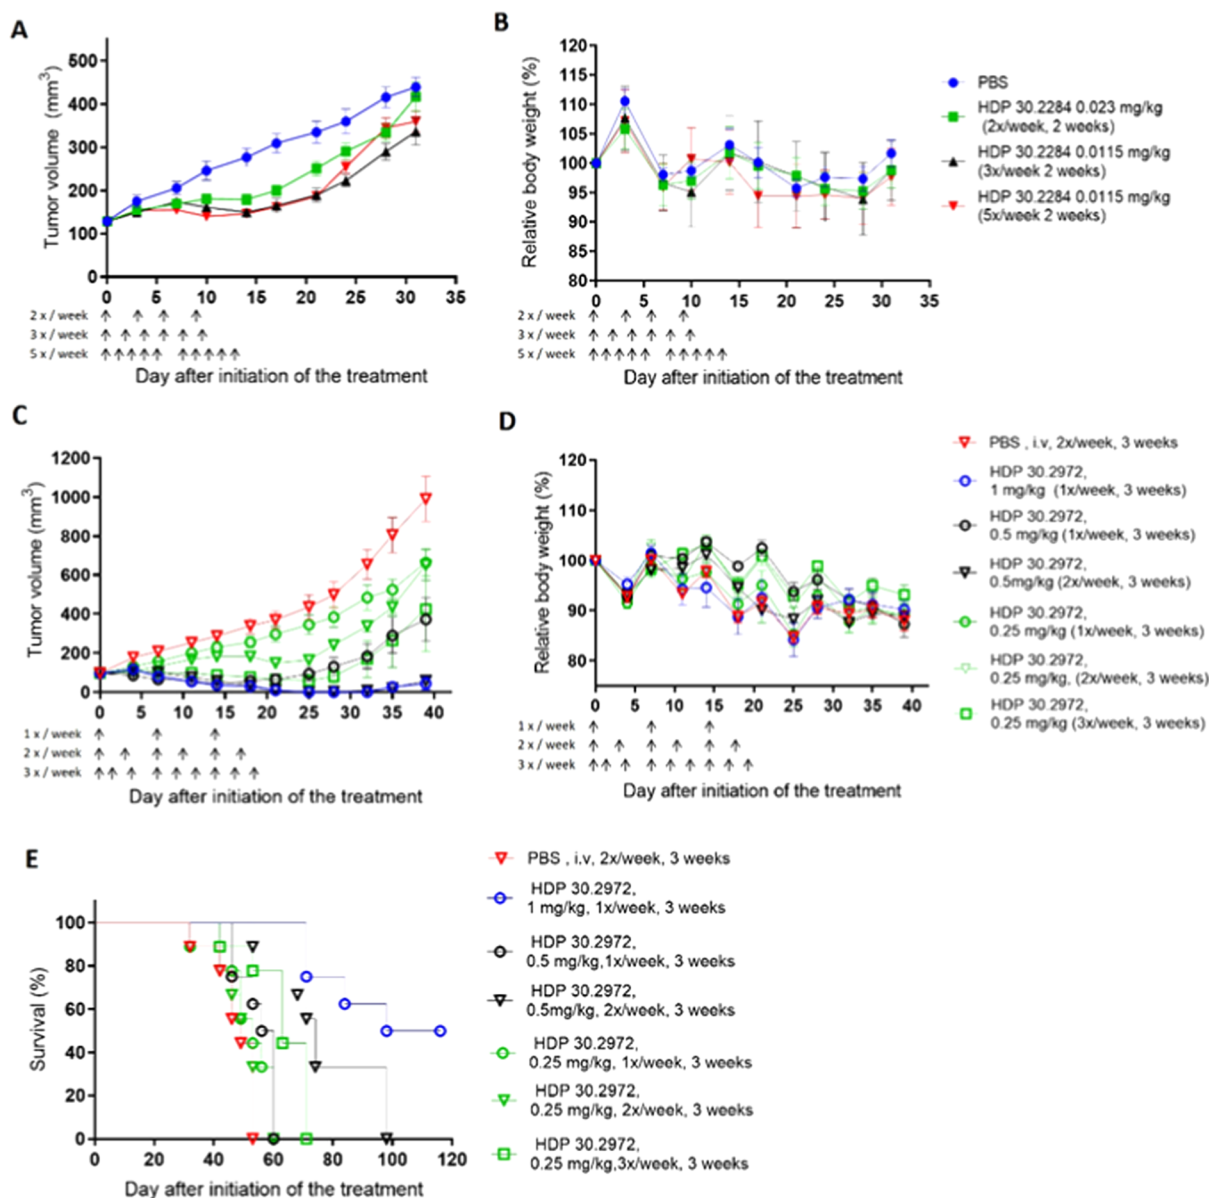 A
Tumor volume (mm³)
500
400
300
200
100
0
0 5 10 15 20 25 30 35
2 x / week
3 x / week
5 x / week
Day after initiation of the treatment
B
Relative body weight (%)
120
115
110
105
100
95
90
85
80
0 5 10 15 20 25 30 35
2 x / week
3 x / week
5 x / week
Day after initiation of the treatment
PBS
HDP 30.2284 0.023 mg/kg
(2x/week, 2 weeks)
HDP 30.2284 0.0115 mg/kg
(3x/week 2 weeks)
HDP 30.2284 0.0115 mg/kg
(5x/week 2 weeks)
C
Tumor volume (mm³)
1200
1000
800
600
400
200
0
0 5 10 15 20 25 30 35 40
1 x / week
2 x / week
3 x / week
Day after initiation of the treatment
D
Relative body weight (%)
120
110
100
90
80
0 5 10 15 20 25 30 35 40
1 x / week
2 x / week
3 x / week
Day after initiation of the treatment
PBS , i.v, 2x/week, 3 weeks
HDP 30.2972,
1 mg/kg (1x/week, 3 weeks)
HDP 30.2972,
0.5 mg/kg (1x/week, 3 weeks)
HDP 30.2972,
0.5mg/kg (2x/week, 3 weeks)
HDP 30.2972,
0.25 mg/kg (1x/week, 3 weeks)
HDP 30.2972,
0.25 mg/kg, (2x/week, 3 weeks)
HDP 30.2972,
0.25 mg/kg (3x/week, 3 weeks)
E
Survival (%)
100
80
60
40
20
0
0 20 40 60 80 100 120
Day after initiation of the treatment
PBS , i.v, 2x/week, 3 weeks
HDP 30.2972,
1 mg/kg, 1x/week, 3 weeks
HDP 30.2972,
0.5 mg/kg,1x/week, 3 weeks
HDP 30.2972,
0.5mg/kg, 2x/week, 3 weeks
HDP 30.2972,
0.25 mg/kg, 1x/week, 3 weeks
HDP 30.2972,
0.25 mg/kg, 2x/week, 3 weeks
HDP 30.2972,
0.25 mg/kg,3x/week, 3 weeks